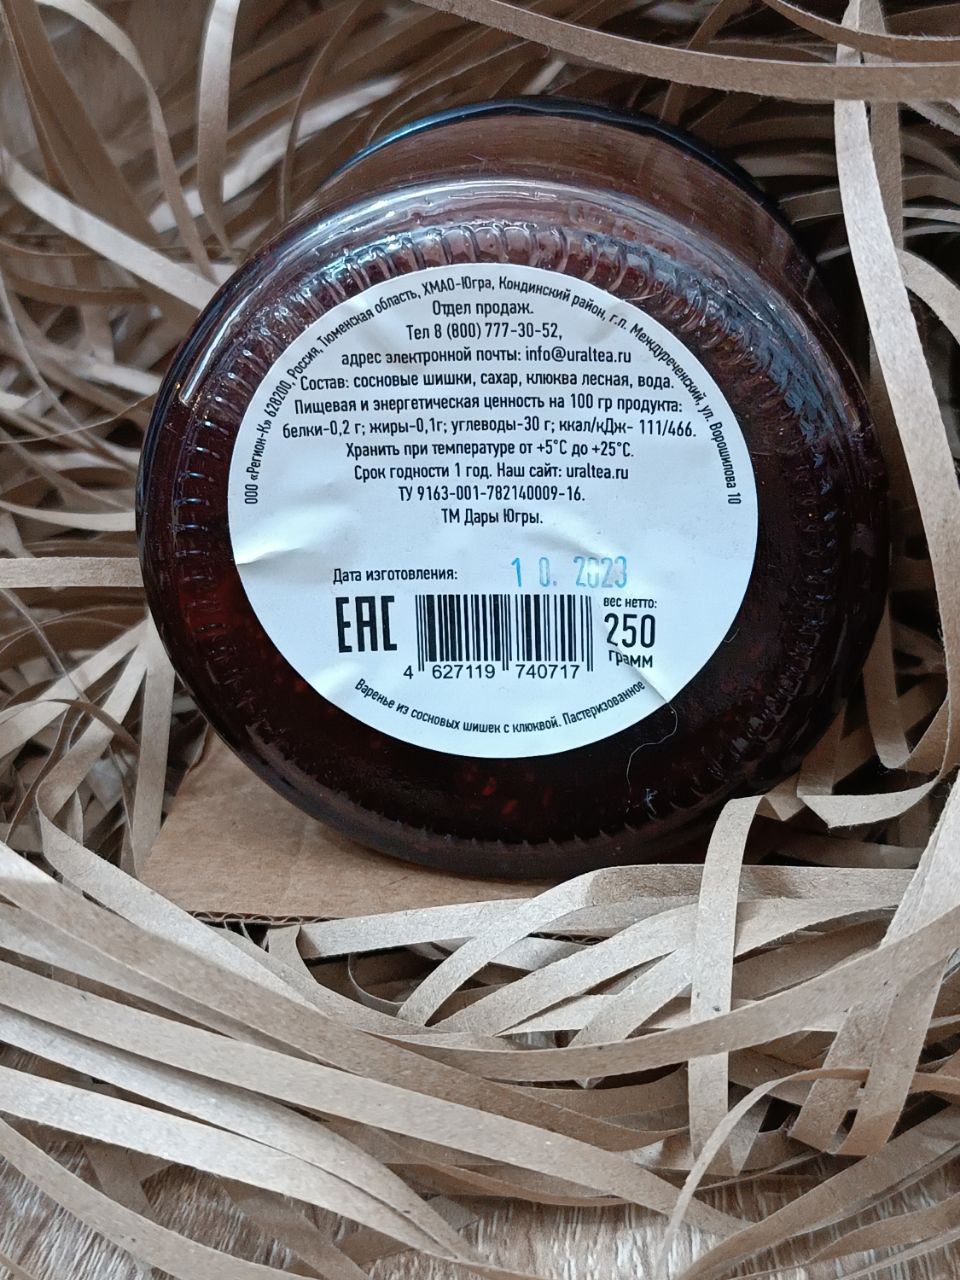 ООО «Регион-К» 628200, Россия, Тюменская область, ХМАО-Югра, Кондинский район, г.п. Междуреченский, ул. Ворошилова 10
Отдел продаж.
Тел 8 (800) 777-30-52,
адрес электронной почты: info@uraltea.ru
Состав: сосновые шишки, сахар, клюква лесная, вода.
Пищевая и энергетическая ценность на 100 гр продукта:
белки-0,2 г; жиры-0,1г; углеводы-30 г; ккал/кДж- 111/466.
Хранить при температуре от +5°С до +25°С.
Срок годности 1 год. Наш сайт: uraltea.ru
ТУ 9163-001-782140009-16.
ТМ Дары Югры.
Дата изготовления: 10. 2023
EAC
вес нетто:
250
грамм
4 627119 740717
Варенье из сосновых шишек с клюквой. Пастеризованное